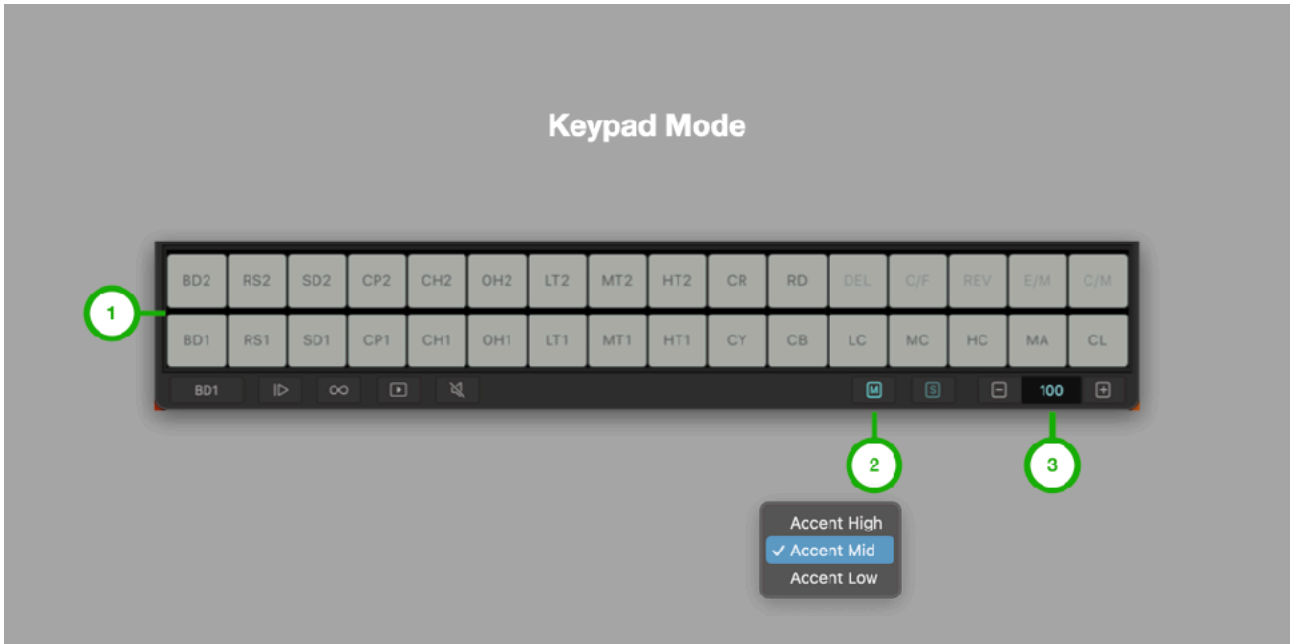 Keypad Mode
BD2 RS2 SD2 CP2 CH2 OH2 LT2 MT2 HT2 CR RD DEL C/F REV E/M C/M
1
BD1 RS1 SD1 CP1 CH1 OH1 LT1 MT1 HT1 CY CB LC MC HC MA CL
BD1 M S 100
2 3
Accent High
✓ Accent Mid
Accent Low